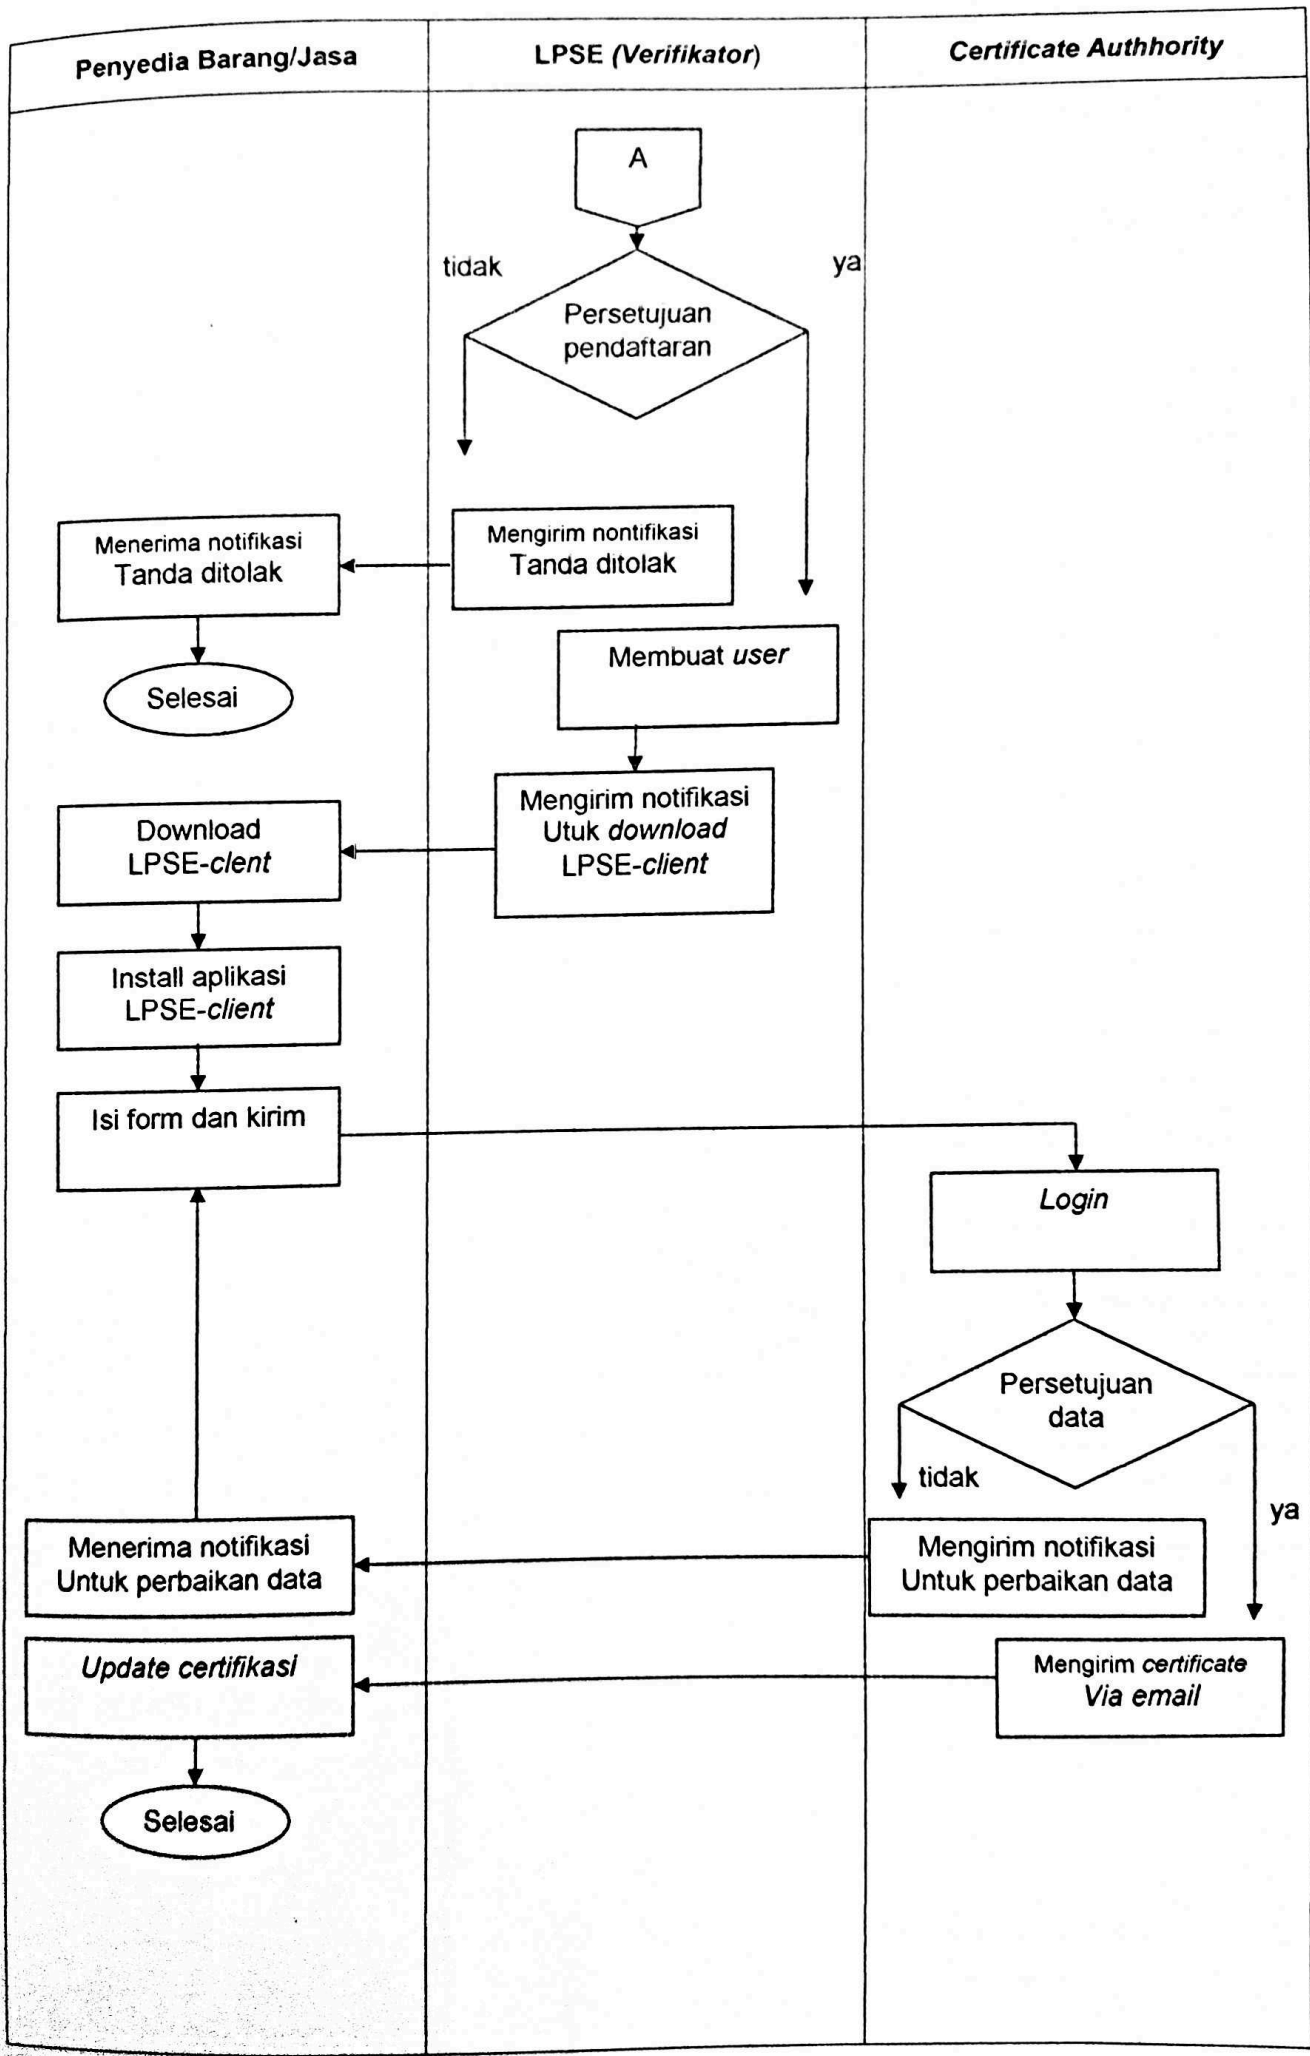 Penyedia Barang/Jasa
LPSE (Verifikator)
Certificate Authhority
A
tidak
ya
Persetujuan
pendaftaran
Menerima notifikasi
Tanda ditolak
Mengirim nontifikasi
Tanda ditolak
Selesai
Membuat user
Mengirim notifikasi
Utuk download
LPSE-client
Download
LPSE-clent
Install aplikasi
LPSE-client
Isi form dan kirim
Login
Persetujuan
data
tidak
ya
Menerima notifikasi
Untuk perbaikan data
Mengirim notifikasi
Untuk perbaikan data
Update certifikasi
Mengirim certificate
Via email
Selesai